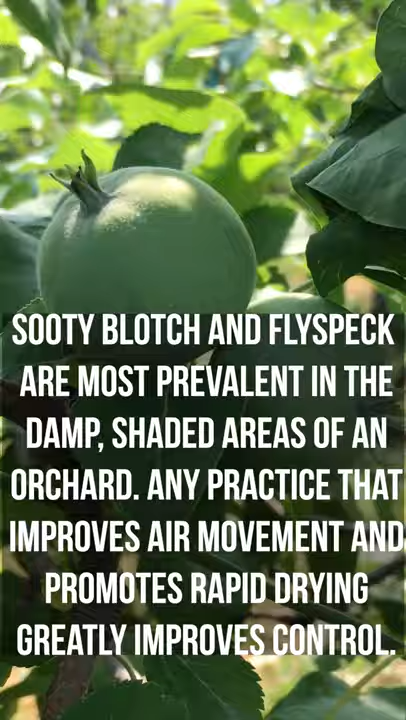 SOOTY BLOTCH AND FLYSPECK
ARE MOST PREVALENT IN THE
DAMP, SHADED AREAS OF AN
ORCHARD. ANY PRACTICE THAT
IMPROVES AIR MOVEMENT AND
PROMOTES RAPID DRYING
GREATLY IMPROVES CONTROL.